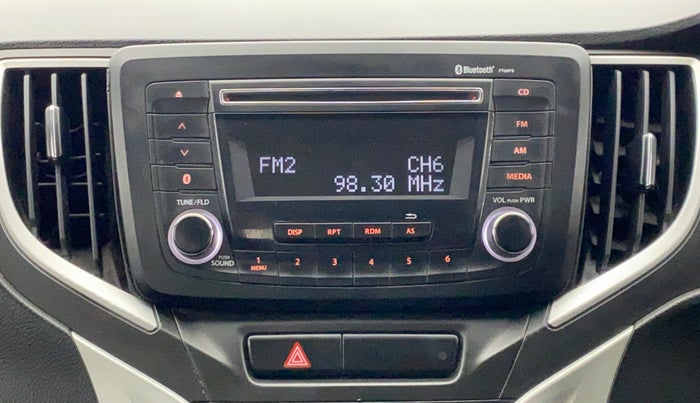 Bluetooth
CD
FM
AM
MEDIA
FM2 CH6
98.30 MHz
TUNE/FLD
VOL PUSH PWR
DISP RPT RDM AS
PUSH
SOUND
1 2 3 4 5 6
MENU